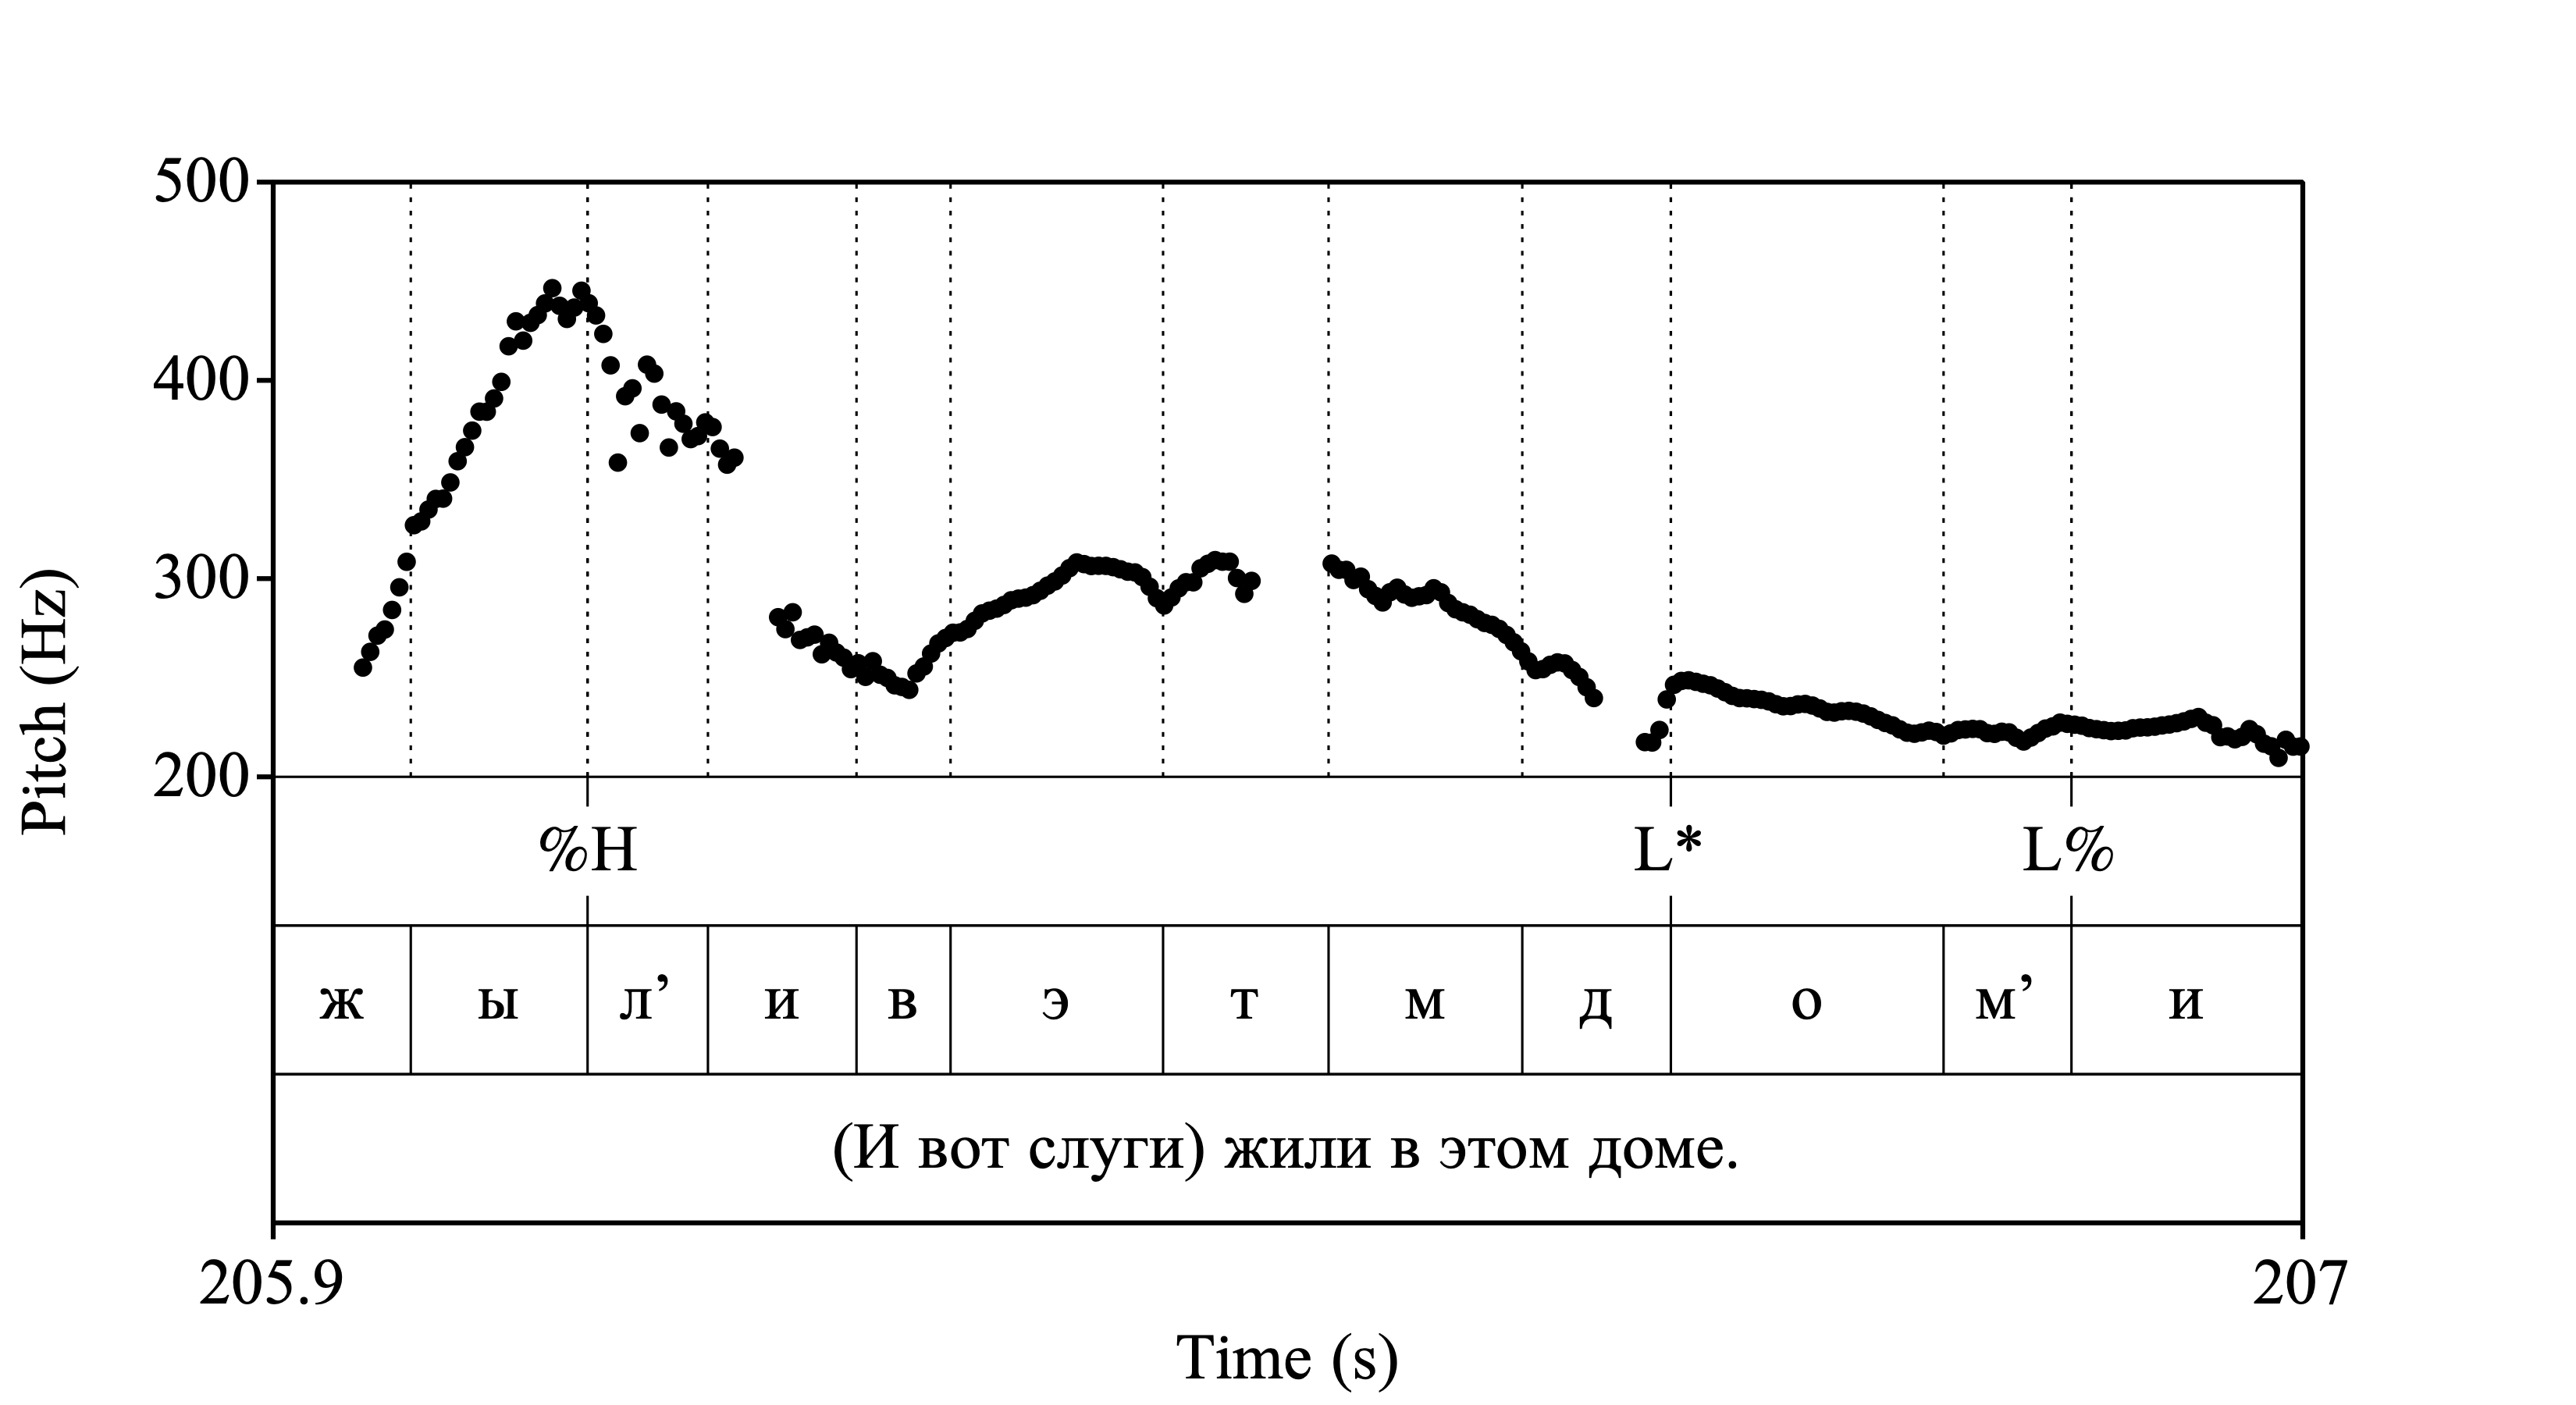 500
400
300
200
Pitch (Hz)
%H L* L%
ж ы л’ и в э т м д о м’ и
(И вот слуги) жили в этом доме.
205.9 207
Time (s)